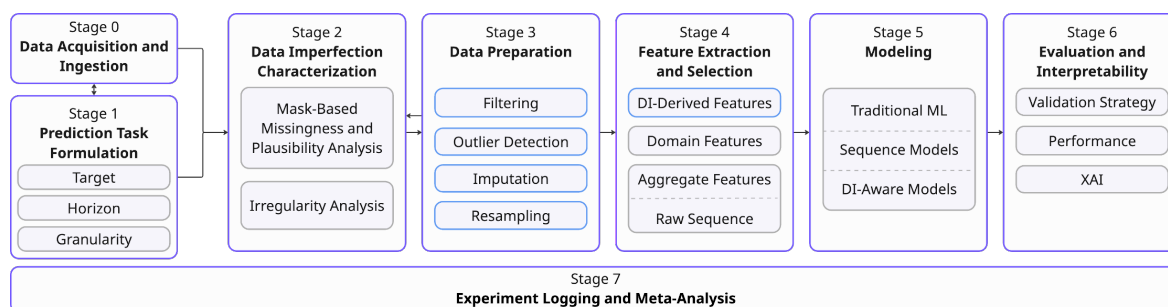 Stage 0
Data Acquisition and
Ingestion
Stage 1
Prediction Task
Formulation
Target
Horizon
Granularity
Stage 2
Data Imperfection
Characterization
Mask-Based
Missingness and
Plausibility Analysis
Irregularity Analysis
Stage 3
Data Preparation
Filtering
Outlier Detection
Imputation
Resampling
Stage 4
Feature Extraction
and Selection
DI-Derived Features
Domain Features
Aggregate Features
Raw Sequence
Stage 5
Modeling
Traditional ML
Sequence Models
DI-Aware Models
Stage 6
Evaluation and
Interpretability
Validation Strategy
Performance
XAI
Stage 7
Experiment Logging and Meta-Analysis